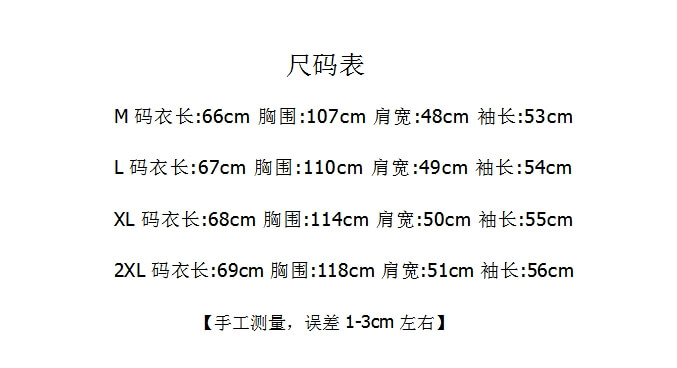 尺码表
M 码衣长:66cm 胸围:107cm 肩宽:48cm 袖长:53cm
L 码衣长:67cm 胸围:110cm 肩宽:49cm 袖长:54cm
XL 码衣长:68cm 胸围:114cm 肩宽:50cm 袖长:55cm
2XL 码衣长:69cm 胸围:118cm 肩宽:51cm 袖长:56cm
【手工测量，误差 1-3cm 左右】